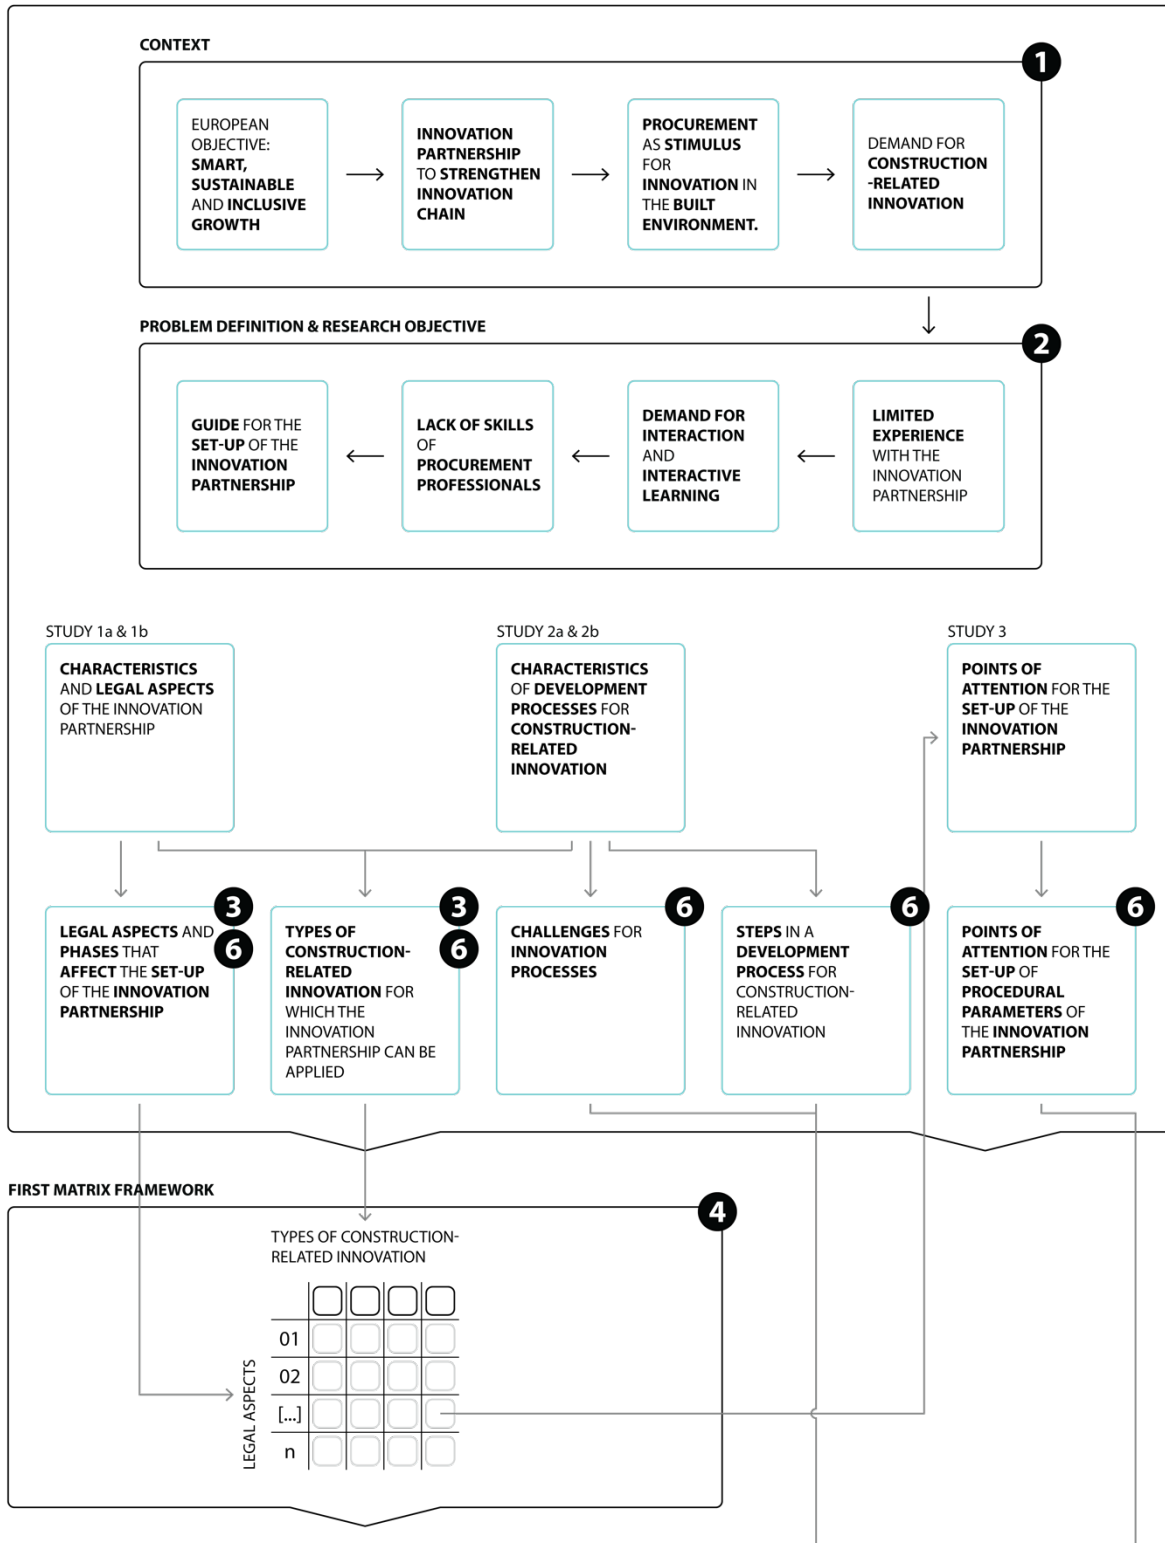 CONTEXT
1
EUROPEAN
OBJECTIVE:
SMART,
SUSTAINABLE
AND INCLUSIVE
GROWTH
INNOVATION
PARTNERSHIP
TO STRENGTHEN
INNOVATION
CHAIN
PROCUREMENT
AS STIMULUS
FOR
INNOVATION IN
THE BUILT
ENVIRONMENT.
DEMAND FOR
CONSTRUCTION
-RELATED
INNOVATION
PROBLEM DEFINITION & RESEARCH OBJECTIVE
2
GUIDE FOR THE
SET-UP OF THE
INNOVATION
PARTNERSHIP
LACK OF SKILLS
OF
PROCUREMENT
PROFESSIONALS
DEMAND FOR
INTERACTION
AND
INTERACTIVE
LEARNING
LIMITED
EXPERIENCE
WITH THE
INNOVATION
PARTNERSHIP
STUDY 1a & 1b
CHARACTERISTICS
AND LEGAL ASPECTS
OF THE INNOVATION
PARTNERSHIP
STUDY 2a & 2b
CHARACTERISTICS
OF DEVELOPMENT
PROCESSES FOR
CONSTRUCTION-
RELATED
INNOVATION
STUDY 3
POINTS OF
ATTENTION FOR THE
SET-UP OF THE
INNOVATION
PARTNERSHIP
3
6
LEGAL ASPECTS AND
PHASES THAT
AFFECT THE SET-UP
OF THE INNOVATION
PARTNERSHIP
3
6
TYPES OF
CONSTRUCTION-
RELATED
INNOVATION FOR
WHICH THE
INNOVATION
PARTNERSHIP CAN BE
APPLIED
6
CHALLENGES FOR
INNOVATION
PROCESSES
6
STEPS IN A
DEVELOPMENT
PROCESS FOR
CONSTRUCTION-
RELATED
INNOVATION
6
POINTS OF
ATTENTION FOR THE
SET-UP OF
PROCEDURAL
PARAMETERS OF
THE INNOVATION
PARTNERSHIP
FIRST MATRIX FRAMEWORK
4
TYPES OF CONSTRUCTION-
RELATED INNOVATION
LEGAL ASPECTS
01
02
[...]
n